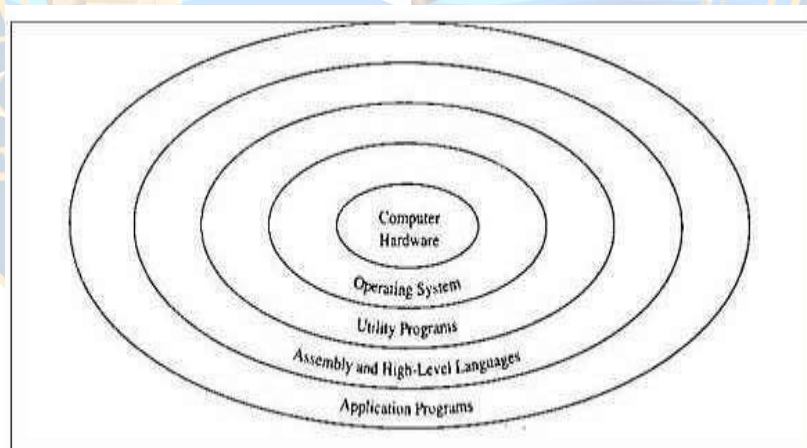 Computer
Hardware
Operating System
Utility Programs
Assembly and High-Level Languages
Application Programs